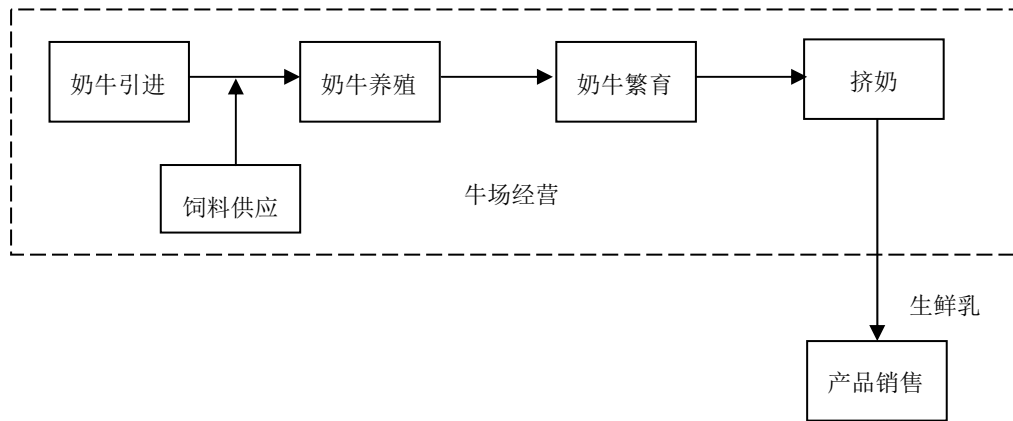 奶牛引进
奶牛养殖
奶牛繁育
挤奶
饲料供应
牛场经营
生鲜乳
产品销售